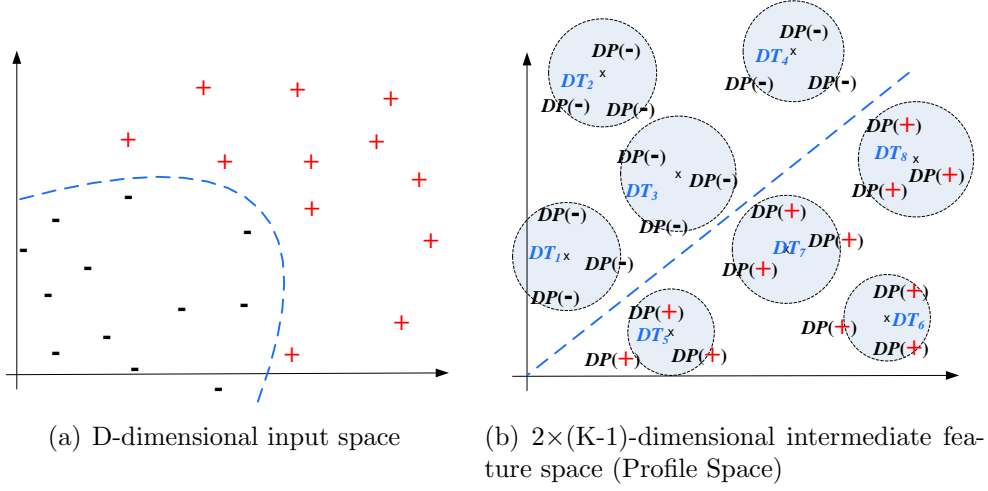 DP(-)
DT4
DP(-)
DP(-)
DP(-)
DT2
DP(-)
DP(-)
DP(+)
DT8
DP(+)
DP(+)
DP(-)
DP(-)
DT3
DP(-)
DP(-)
DT1
DP(-)
DP(-)
DP(+)
DP(+)
DT7
DP(+)
DP(+)
DT5
DP(+)
DP(+)
DP(+)
DT6
DP(+)
DP(+)
(a) D-dimensional input space
(b) 2×(K-1)-dimensional intermediate fea-
ture space (Profile Space)